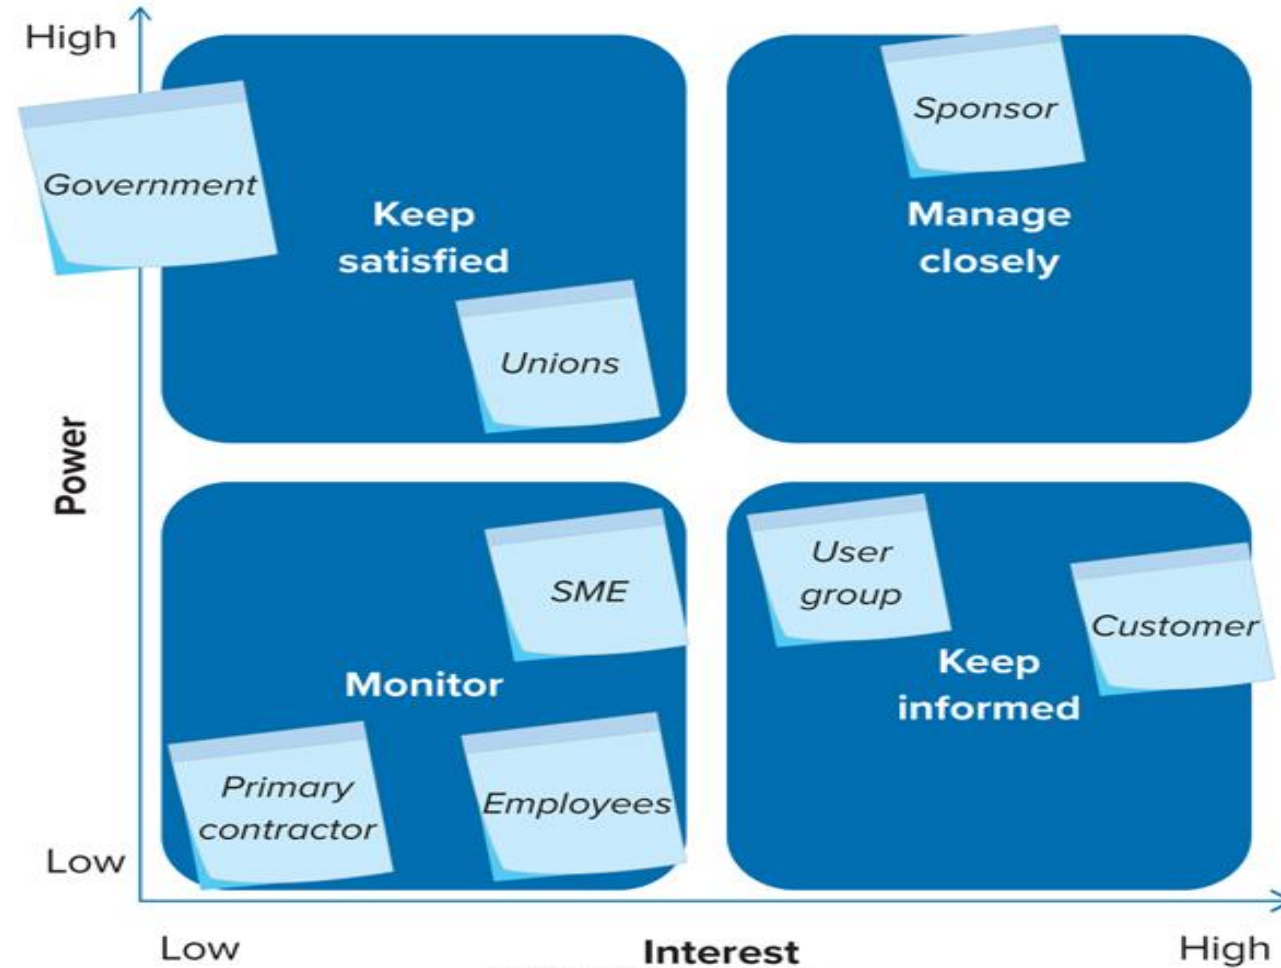 High
Government
Sponsor
Keep
satisfied
Manage
closely
Unions
Power
SME
User
group
Customer
Monitor
Keep
informed
Primary
contractor
Employees
Low
Low
Interest
High